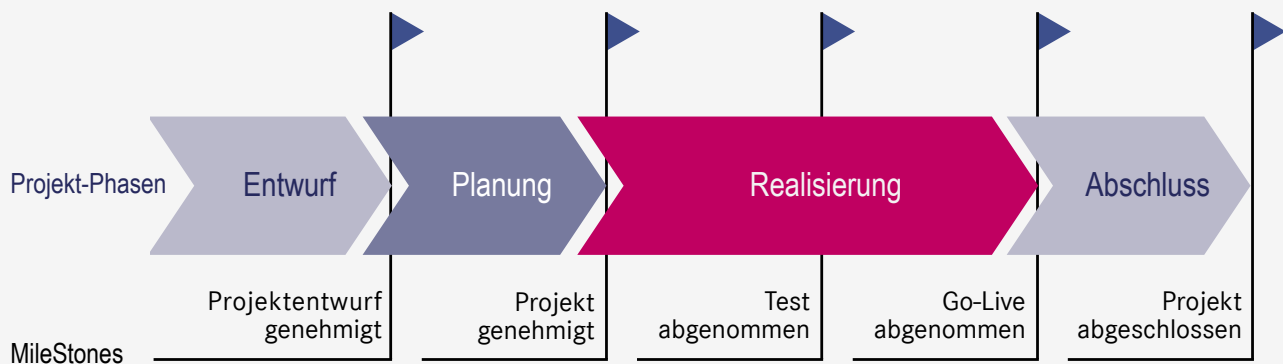 Projekt-Phasen
Entwurf
Planung
Realisierung
Abschluss
Projektentwurf
genehmigt
Projekt
genehmigt
Test
abgenommen
Go-Live
abgenommen
Projekt
abgeschlossen
MileStones